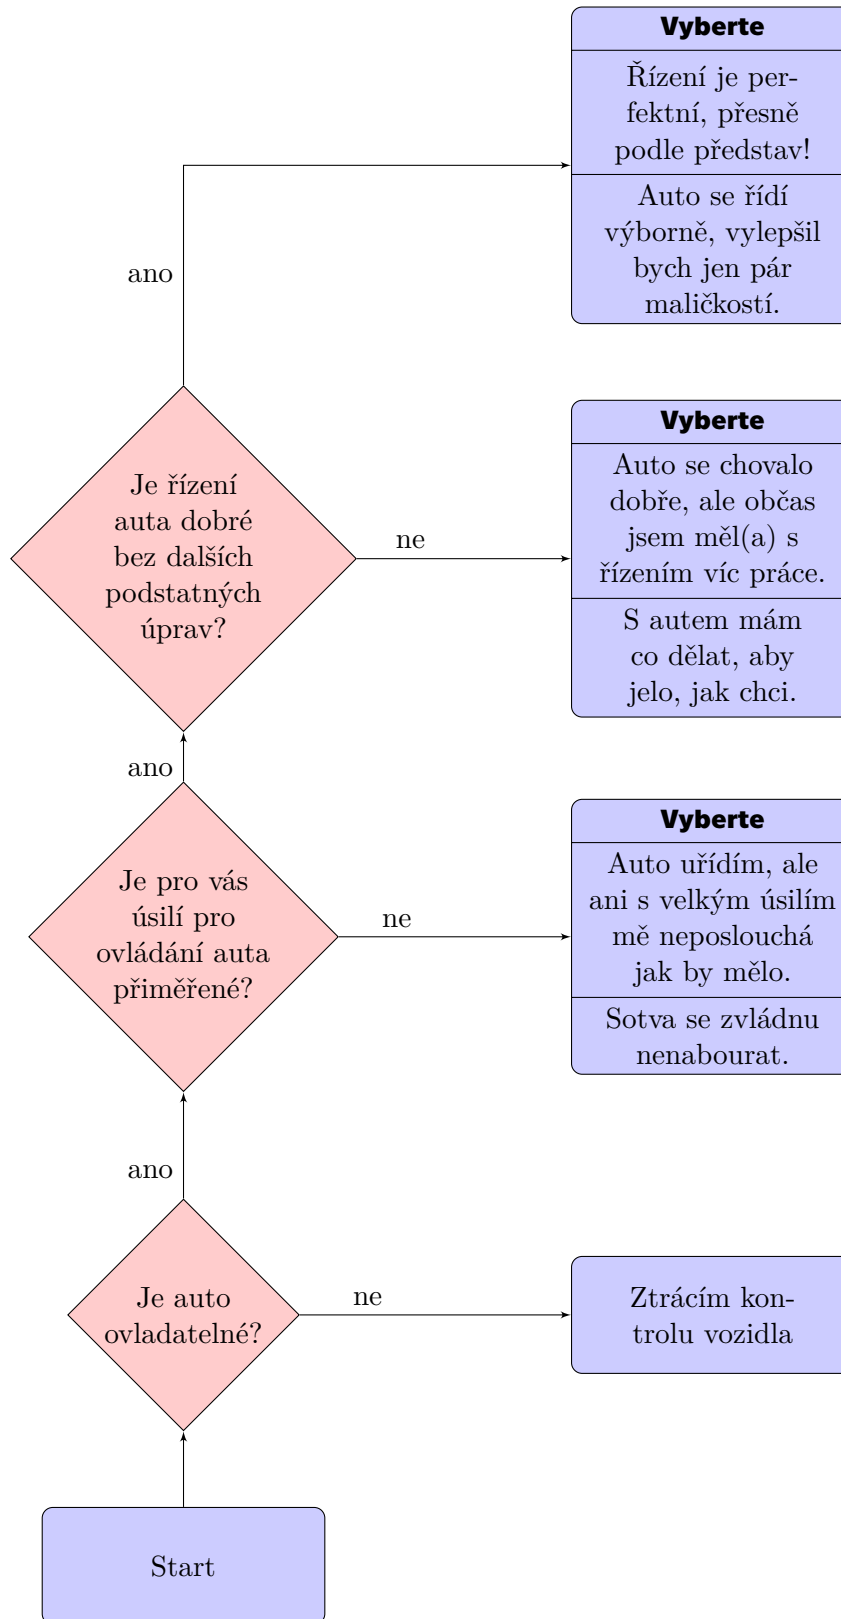 Vyberte
Řízení je per-
fektní, přesně
podle představ!
Auto se řídí
výborně, vylepšil
bych jen pár
maličkostí.
ano
Vyberte
Auto se chovalo
dobře, ale občas
jsem měl(a) s
řízením víc práce.
S autem mám
co dělat, aby
jelo, jak chci.
Je řízení
auta dobré
bez dalších
podstatných
úprav?
ne
ano
Vyberte
Auto uřídím, ale
ani s velkým úsilím
mě neposlouchá
jak by mělo.
Sotva se zvládnu
nenabourat.
Je pro vás
úsilí pro
ovládání auta
přiměřené?
ne
ano
Je auto
ovladatelné?
ne
Ztrácím kon-
trolu vozidla
Start